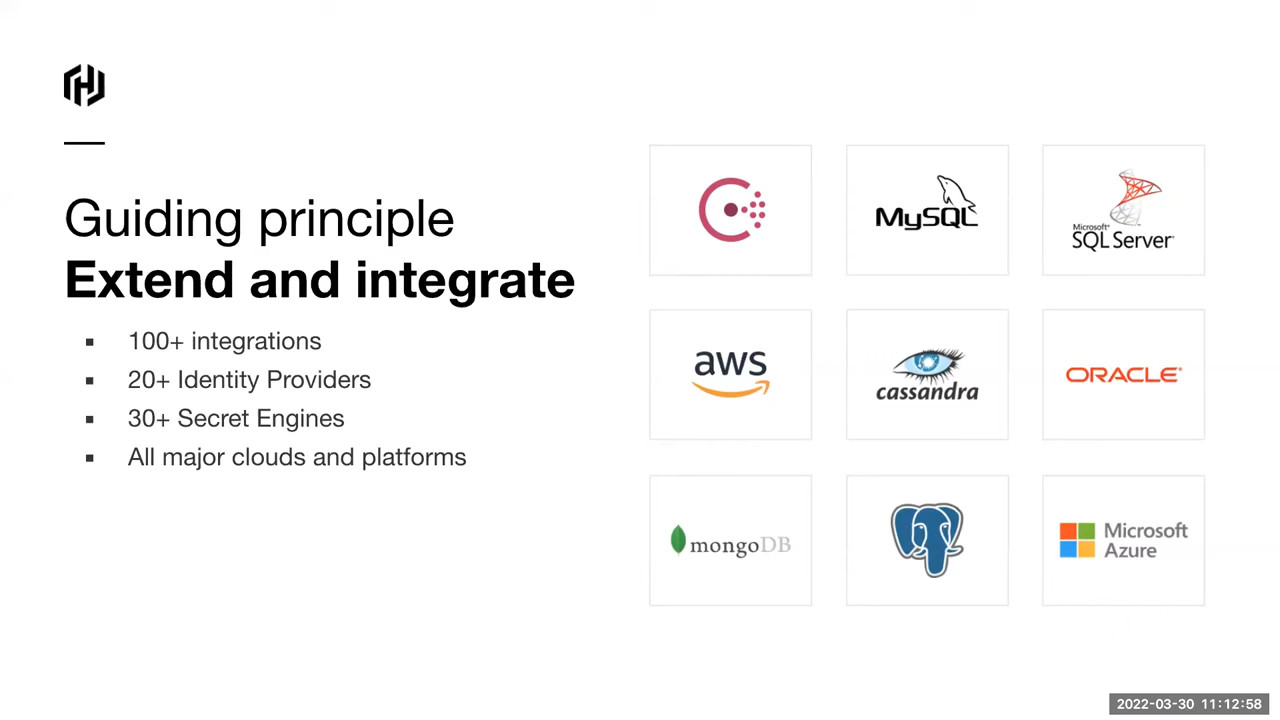 Guiding principle
Extend and integrate
▪ 100+ integrations
▪ 20+ Identity Providers
▪ 30+ Secret Engines
▪ All major clouds and platforms
MySQL
Microsoft®
SQL Server®
aws
cassandra
ORACLE®
mongoDB
Microsoft
Azure
2022-03-30 11:12:58